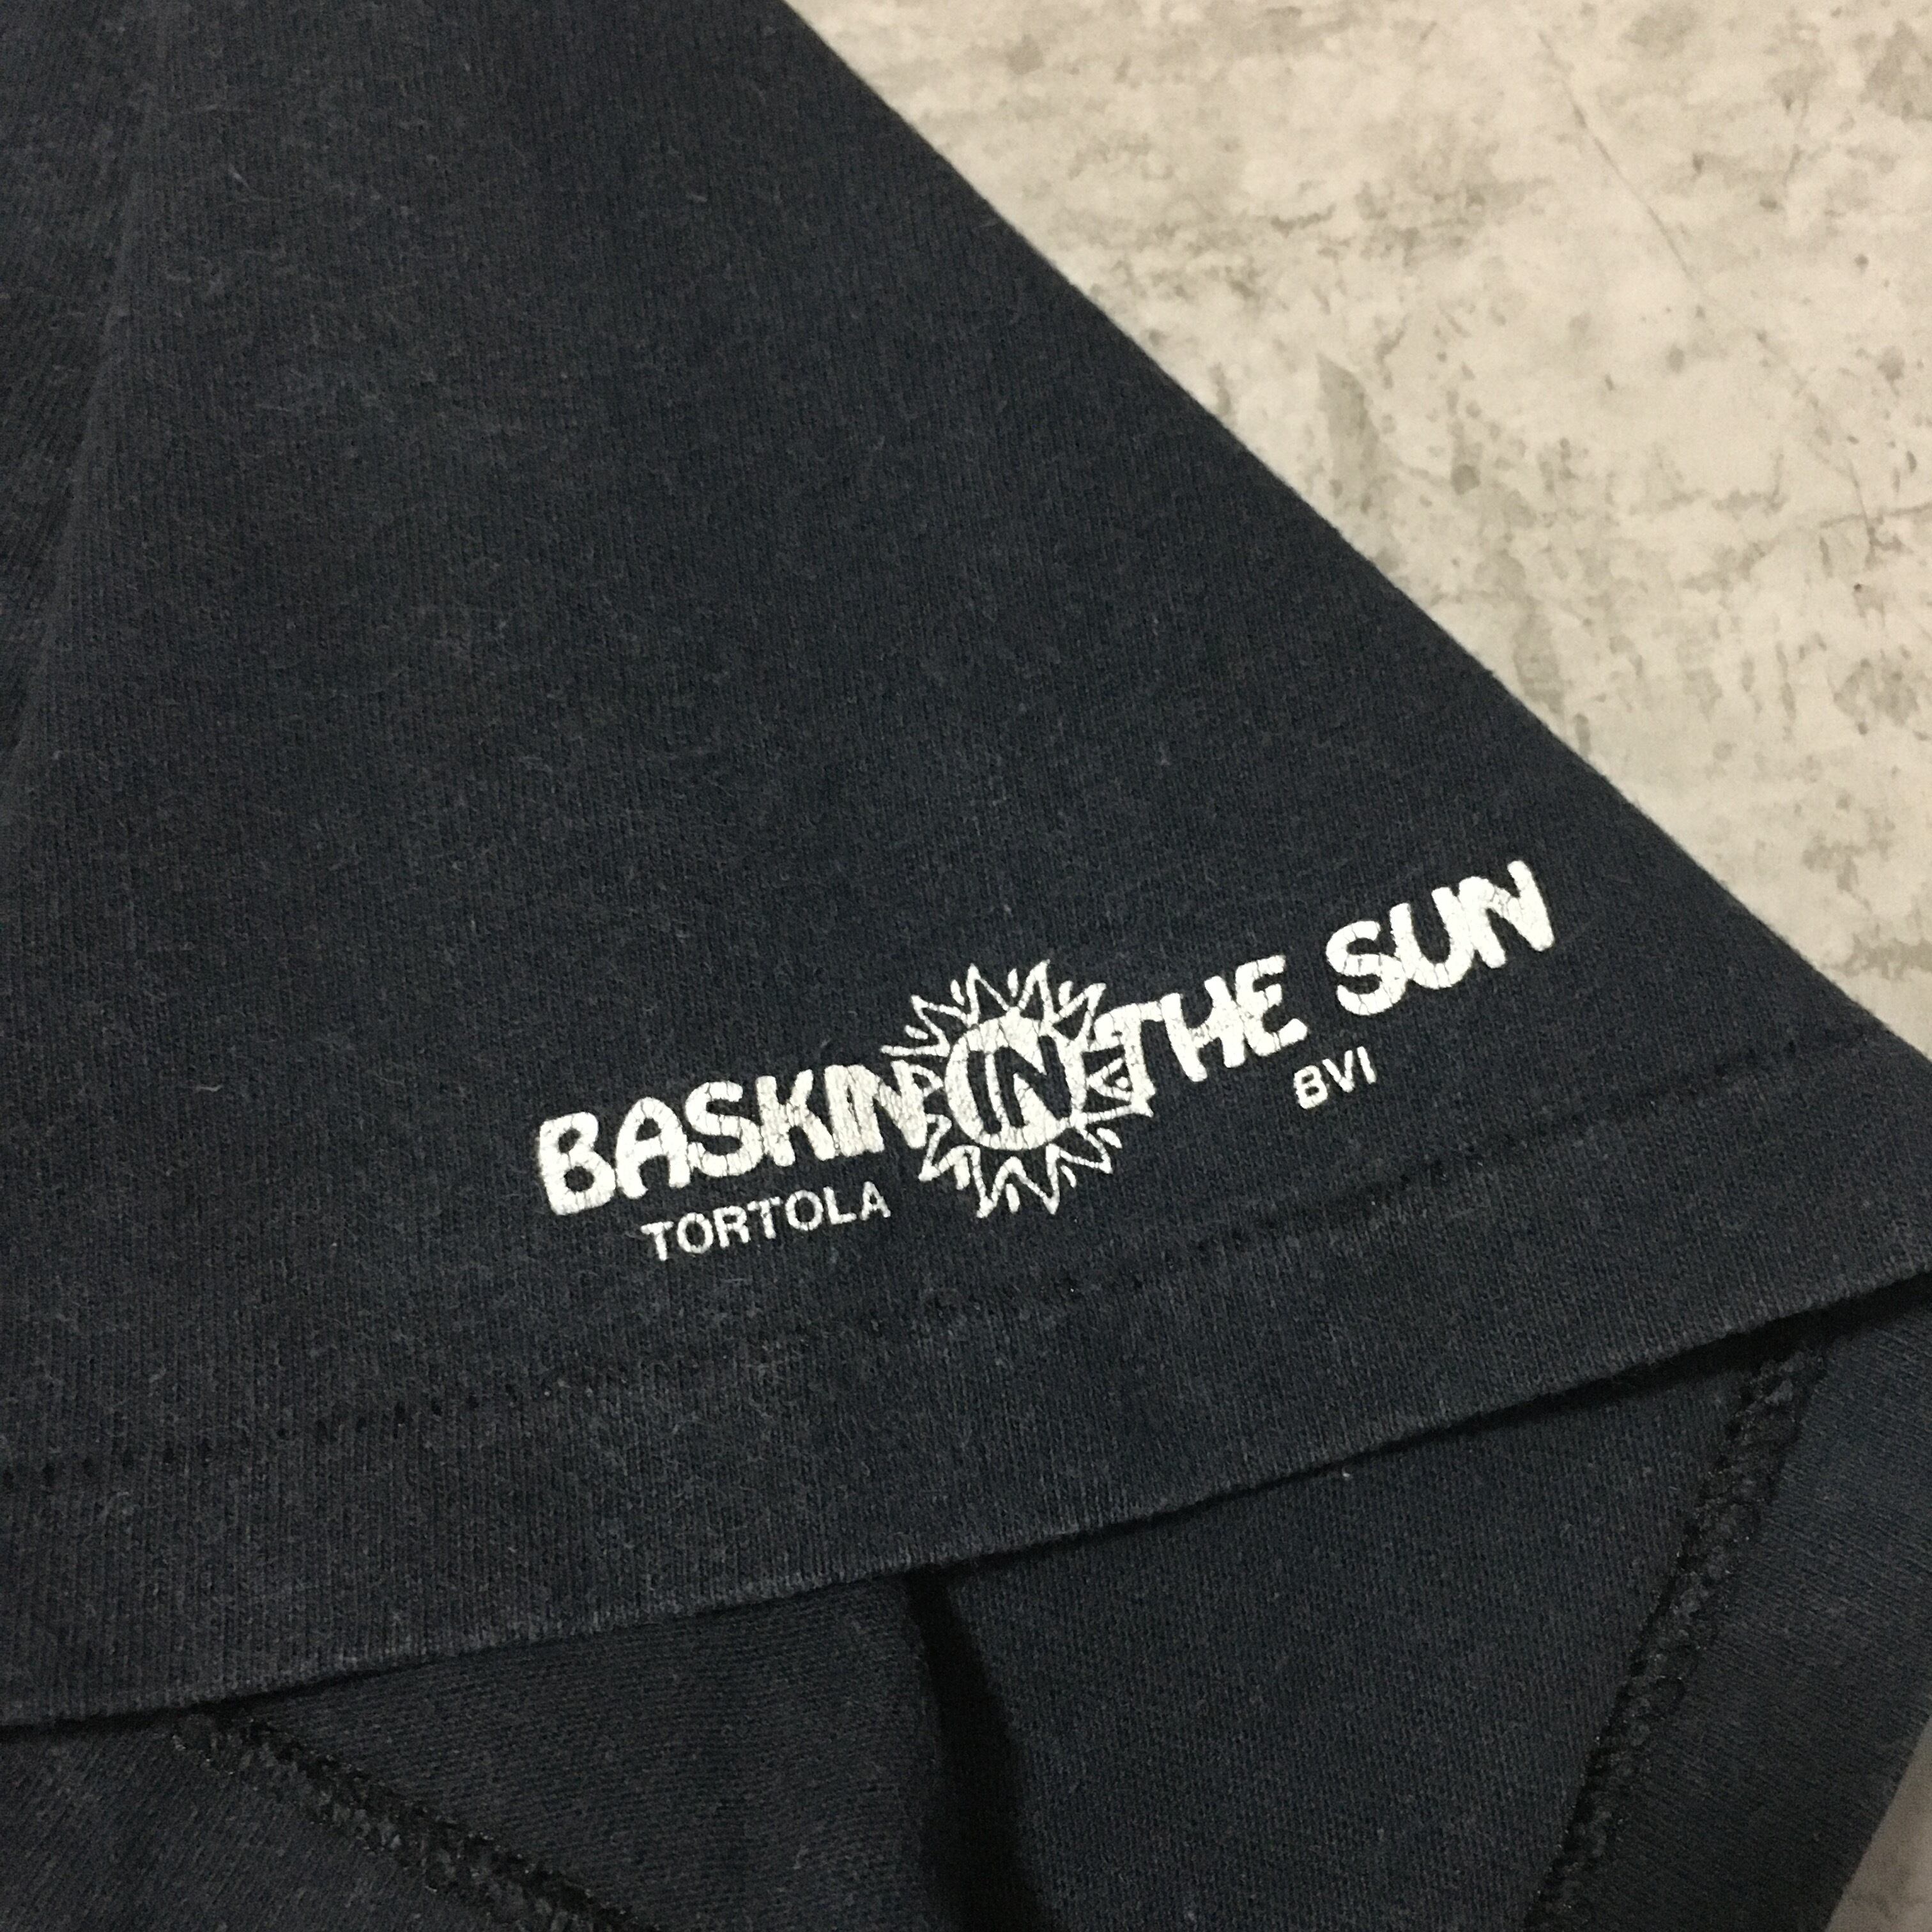 BASKIN IN THE SUN
TORTOLA BVI